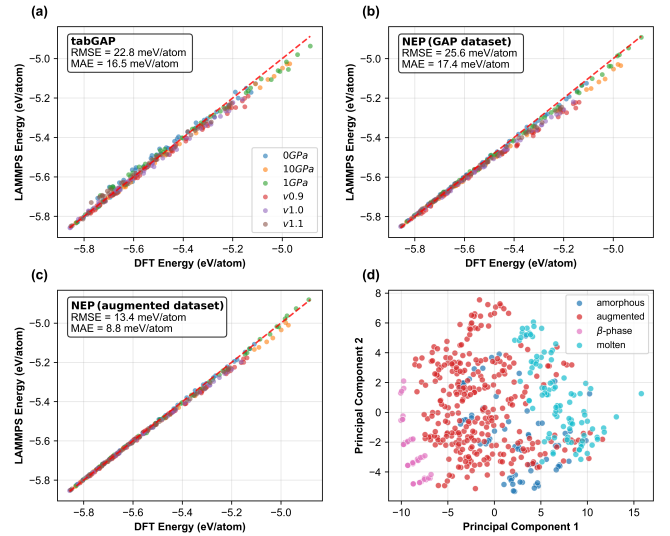 (a)
tabGAP
RMSE = 22.8 meV/atom
MAE = 16.5 meV/atom
LAMMPS Energy (eV/atom)
−5.0
−5.2
−5.4
−5.6
−5.8
0GPa
10GPa
1GPa
v0.9
v1.0
v1.1
−5.8
−5.6
−5.4
−5.2
−5.0
DFT Energy (eV/atom)
(b)
NEP (GAP dataset)
RMSE = 25.6 meV/atom
MAE = 17.4 meV/atom
LAMMPS Energy (eV/atom)
−5.0
−5.2
−5.4
−5.6
−5.8
−5.8
−5.6
−5.4
−5.2
−5.0
DFT Energy (eV/atom)
(c)
NEP (augmented dataset)
RMSE = 13.4 meV/atom
MAE = 8.8 meV/atom
LAMMPS Energy (eV/atom)
−5.0
−5.2
−5.4
−5.6
−5.8
−5.8
−5.6
−5.4
−5.2
−5.0
DFT Energy (eV/atom)
(d)
amorphous
augmented
β-phase
molten
Principal Component 2
8
6
4
2
0
−2
−4
−10
−5
0
5
10
15
Principal Component 1